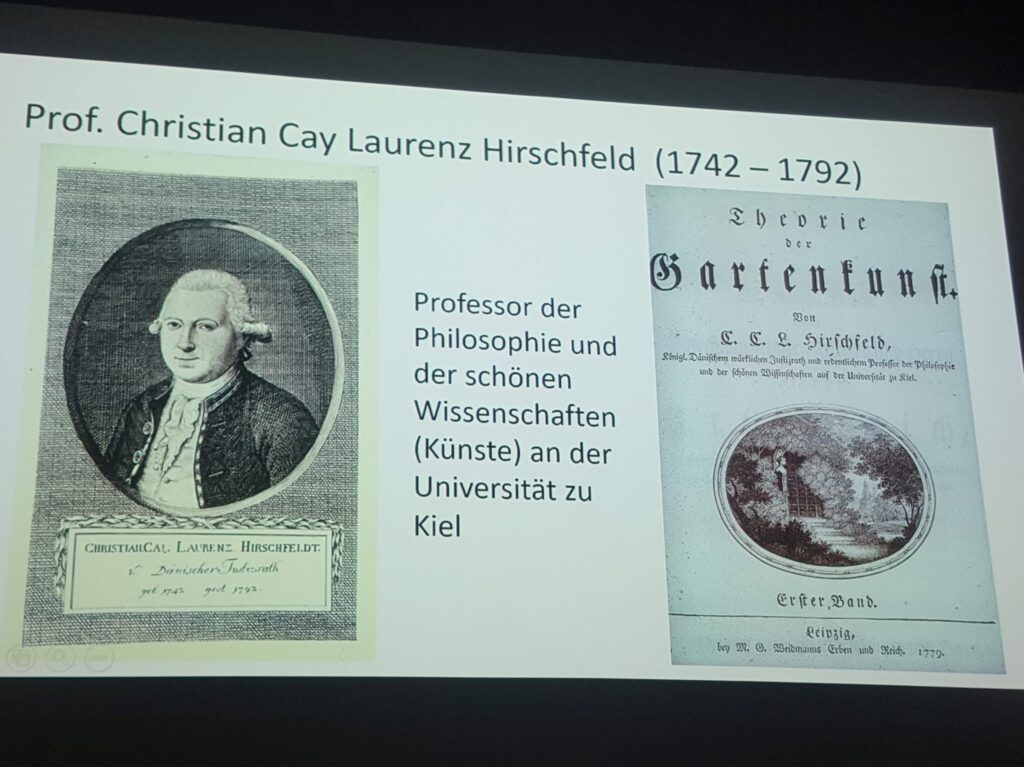 Prof. Christian Cay Laurenz Hirschfeld (1742 – 1792)
CHRISTIAN CAI. LAURENZ. HIRSCHFELDT.
Dänischer Justizrath
geb 1742 gest 1792.
Professor der
Philosophie und
der schönen
Wissenschaften
(Künste) an der
Universität zu
Kiel
Theorie
der
Gartenkunst.
Von
C. C. L. Hirschfeld,
Königl. Dänischem würklichen Justizrath und ordentlichem Professor der Philosophie
und der schönen Wissenschaften auf der Universität zu Kiel.
Erster Band.
Leipzig,
bey M. G. Weidmanns Erben und Reich. 1779.